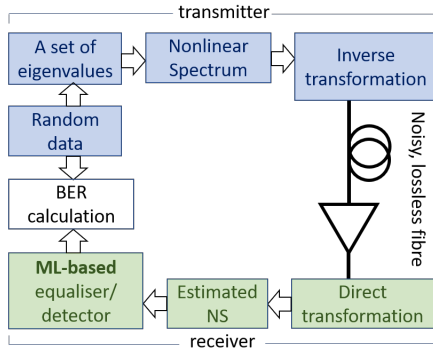 transmitter
A set of
eigenvalues
Nonlinear
Spectrum
Inverse
transformation
Random
data
Noisy, lossless fibre
BER
calculation
ML-based
equaliser/
detector
Estimated
NS
Direct
transformation
receiver